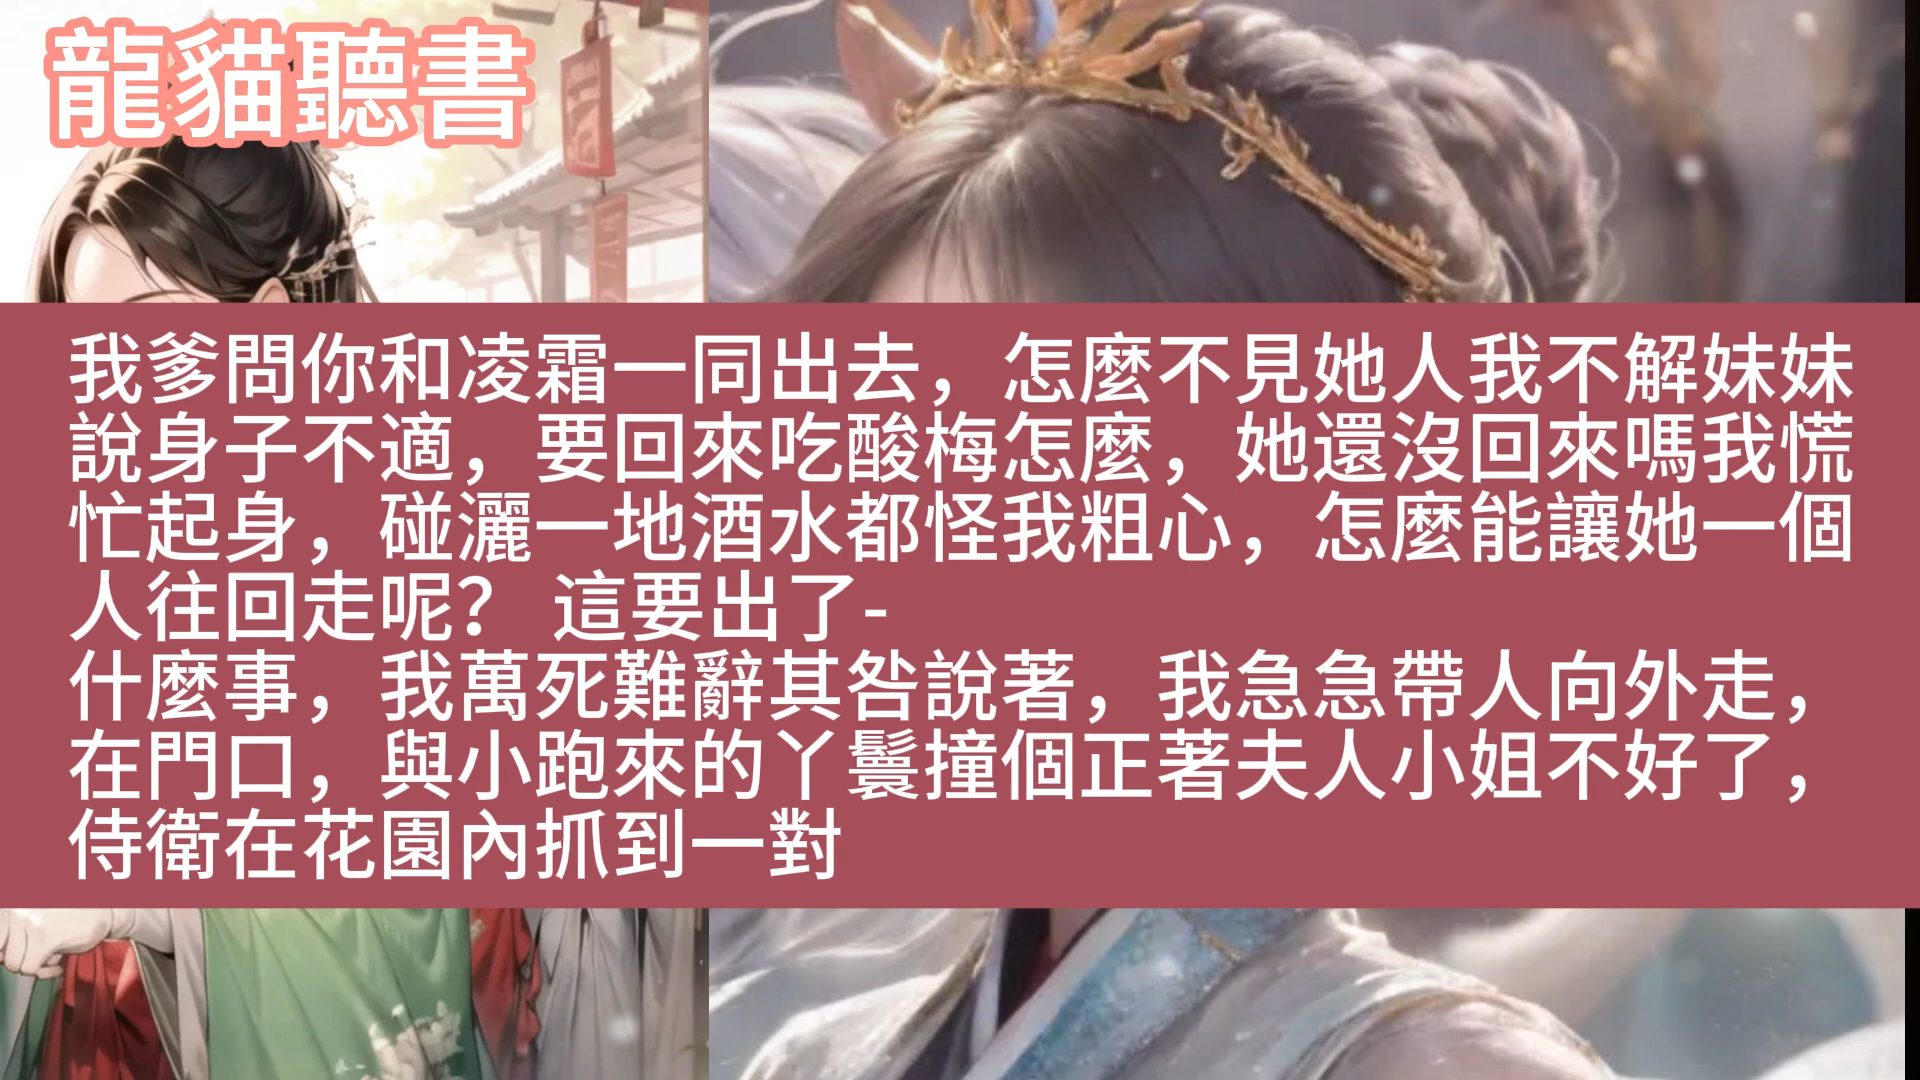 龍貓聽書
我爹問你和凌霜一同出去，怎麼不見她人我不解妹妹
說身子不適，要回來吃酸梅怎麼，她還沒回來嗎我慌
忙起身，碰灑一地酒水都怪我粗心，怎麼能讓她一個
人往回走呢？ 這要出了-
什麼事，我萬死難辭其咎說著，我急急帶人向外走，
在門口，與小跑來的丫鬟撞個正著夫人小姐不好了，
侍衛在花園內抓到一對